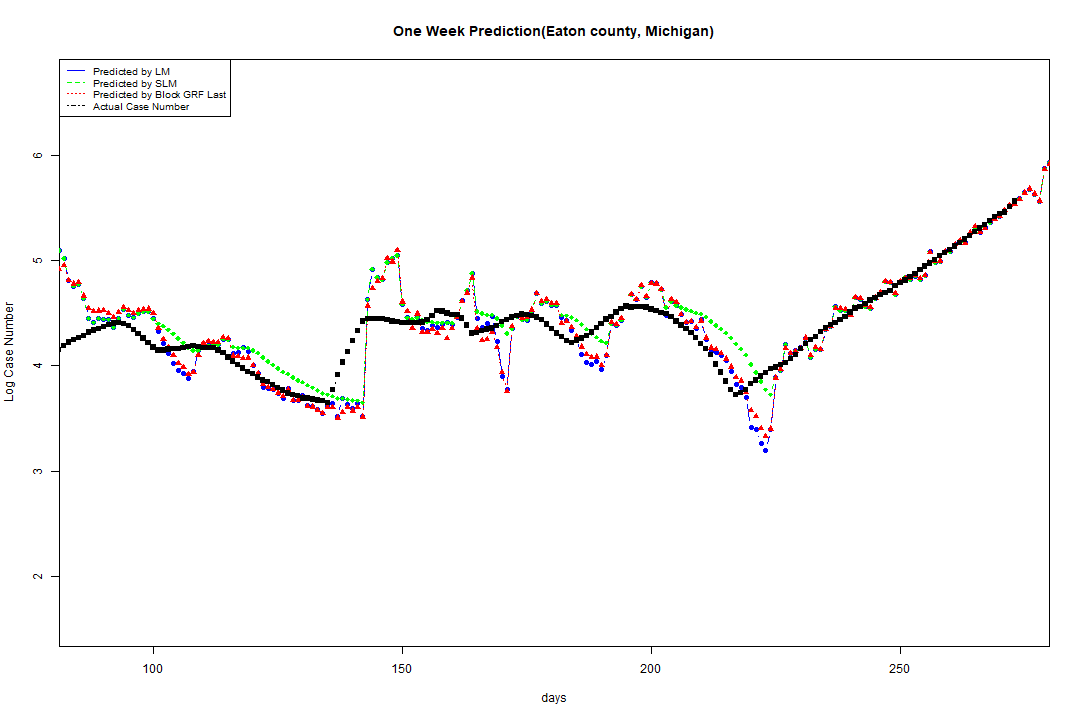 One Week Prediction(Eaton county, Michigan)
Predicted by LM
Predicted by SLM
Predicted by Block GRF Last
Actual Case Number
6
5
4
3
2
Log Case Number
100 150 200 250
days